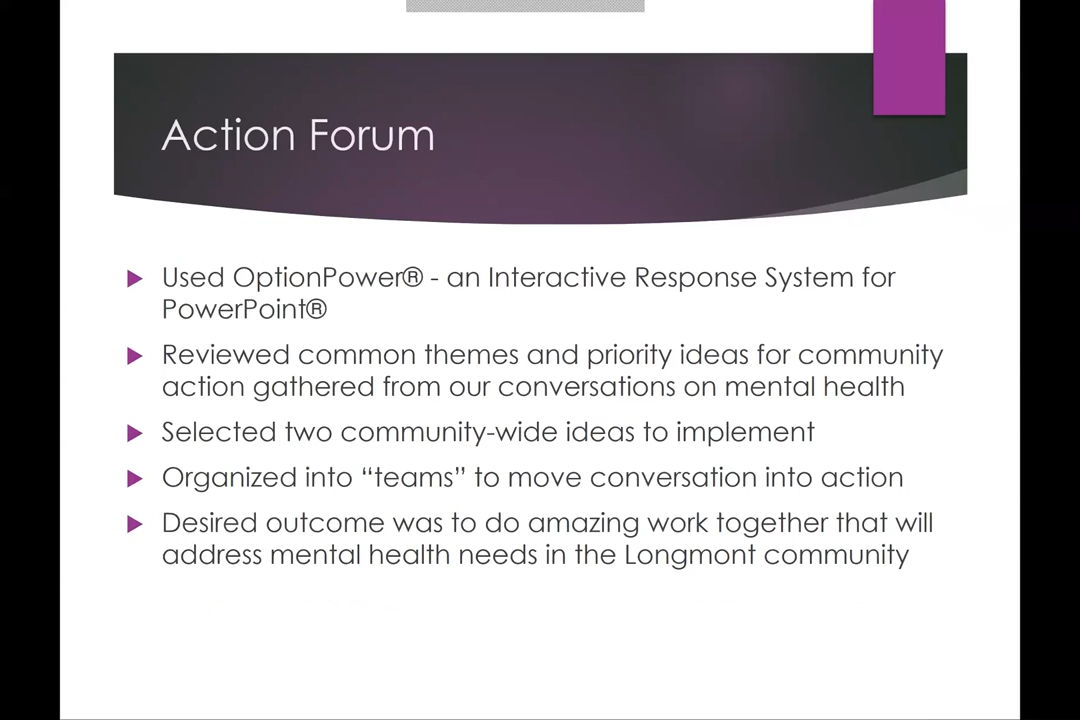 Action Forum
Used OptionPower® - an Interactive Response System for
PowerPoint®
Reviewed common themes and priority ideas for community
action gathered from our conversations on mental health
Selected two community-wide ideas to implement
Organized into “teams” to move conversation into action
Desired outcome was to do amazing work together that will
address mental health needs in the Longmont community